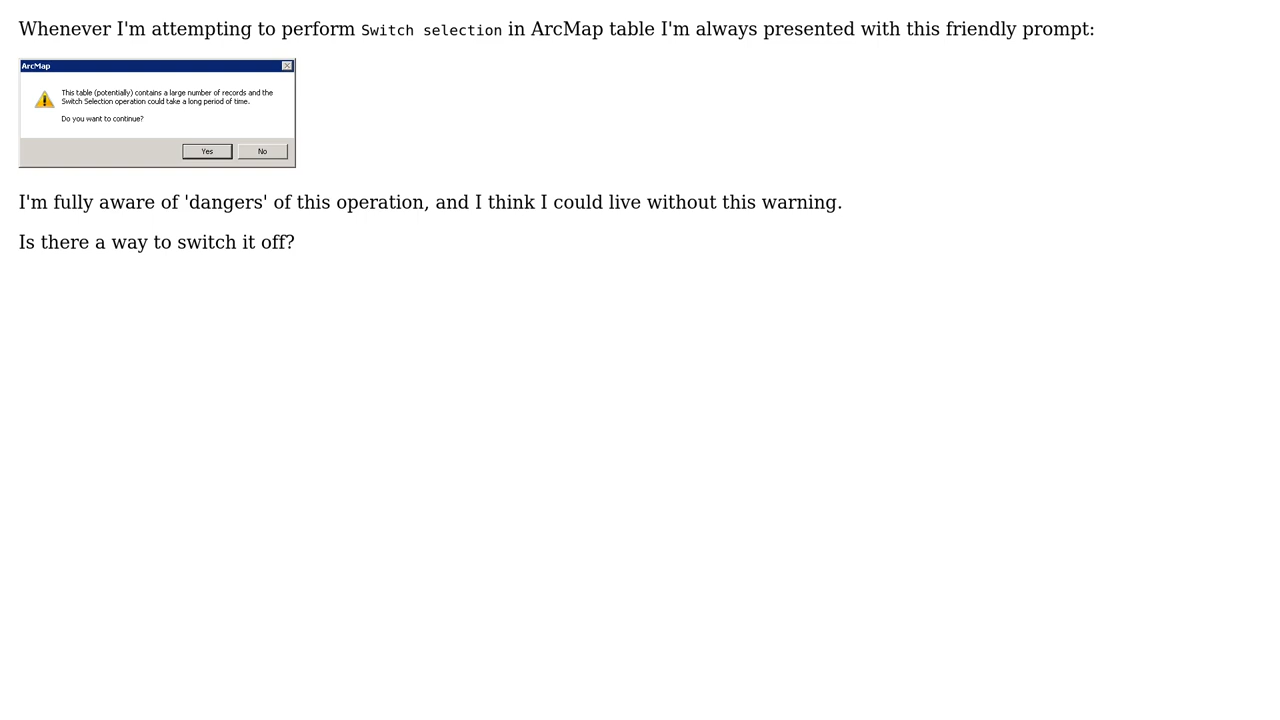 Whenever I'm attempting to perform Switch selection in ArcMap table I'm always presented with this friendly prompt:
ArcMap
This table (potentially) contains a large number of records and the
Switch Selection operation could take a long period of time.
Do you want to continue?
Yes No
I'm fully aware of 'dangers' of this operation, and I think I could live without this warning.
Is there a way to switch it off?